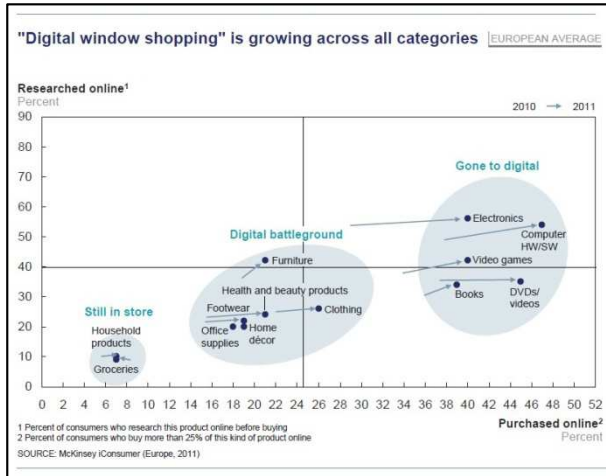 "Digital window shopping" is growing across all categories
EUROPEAN AVERAGE
Researched online1
Percent
2010 → 2011
90
80
70
60
50
40
30
20
10
0
Gone to digital
Electronics
Computer
HW/SW
Digital battleground
Furniture
Video games
Health and beauty products
Footwear
Books
DVDs/
videos
Still in store
Clothing
Household
products
Office
supplies
Home
décor
Groceries
0 2 4 6 8 10 12 14 16 18 20 22 24 26 28 30 32 34 36 38 40 42 44 46 48 50 52
Purchased online2
Percent
1 Percent of consumers who research this product online before buying
2 Percent of consumers who buy more than 25% of this kind of product online
SOURCE: McKinsey iConsumer (Europe, 2011)